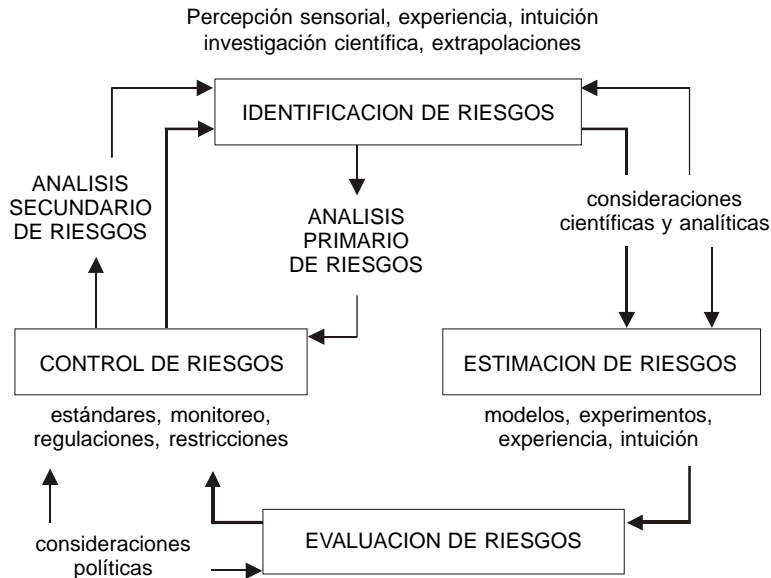 Percepción sensorial, experiencia, intuición
investigación científica, extrapolaciones
IDENTIFICACION DE RIESGOS
ANALISIS
SECUNDARIO
DE RIESGOS
ANALISIS
PRIMARIO
DE RIESGOS
consideraciones
científicas y analíticas
CONTROL DE RIESGOS
estándares, monitoreo,
regulaciones, restricciones
ESTIMACION DE RIESGOS
modelos, experimentos,
experiencia, intuición
consideraciones
políticas
EVALUACION DE RIESGOS